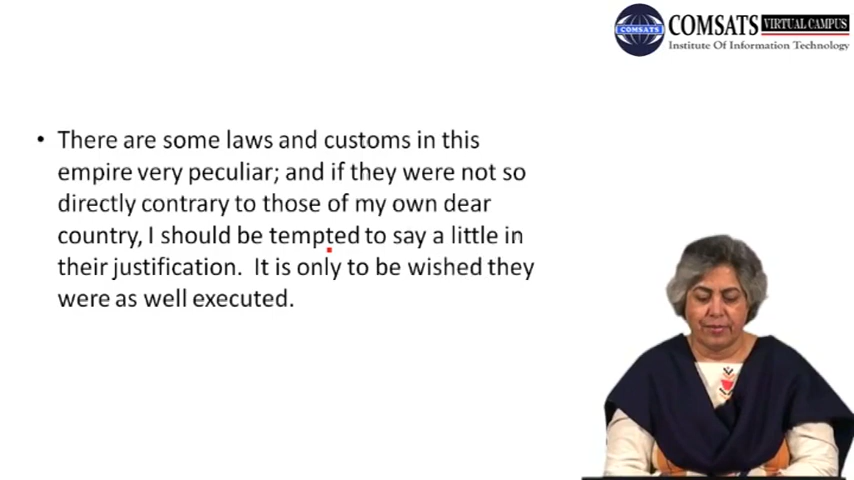 COMSATS VIRTUAL CAMPUS
COMSATS
Institute Of Information Technology
• There are some laws and customs in this
empire very peculiar; and if they were not so
directly contrary to those of my own dear
country, I should be tempted to say a little in
their justification. It is only to be wished they
were as well executed.